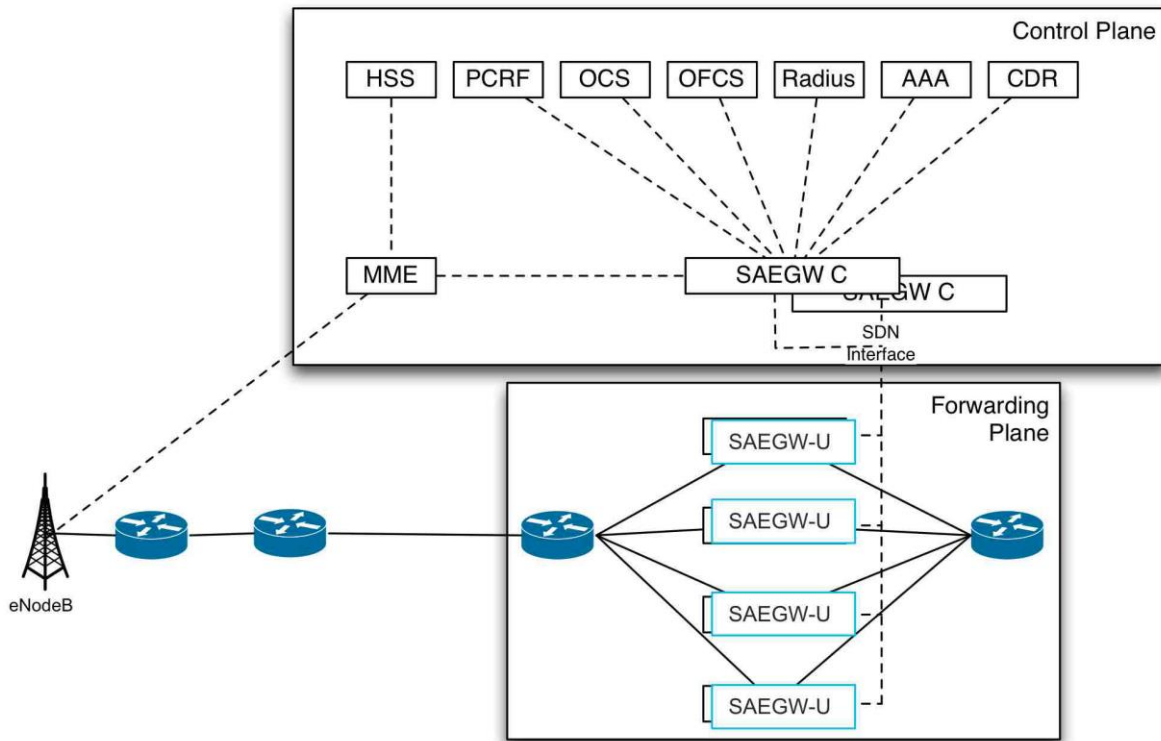 Control Plane
HSS
PCRF
OCS
OFCS
Radius
AAA
CDR
MME
SAEGW C
SAEGW C
SDN
Interface
Forwarding
Plane
SAEGW-U
SAEGW-U
SAEGW-U
SAEGW-U
eNodeB